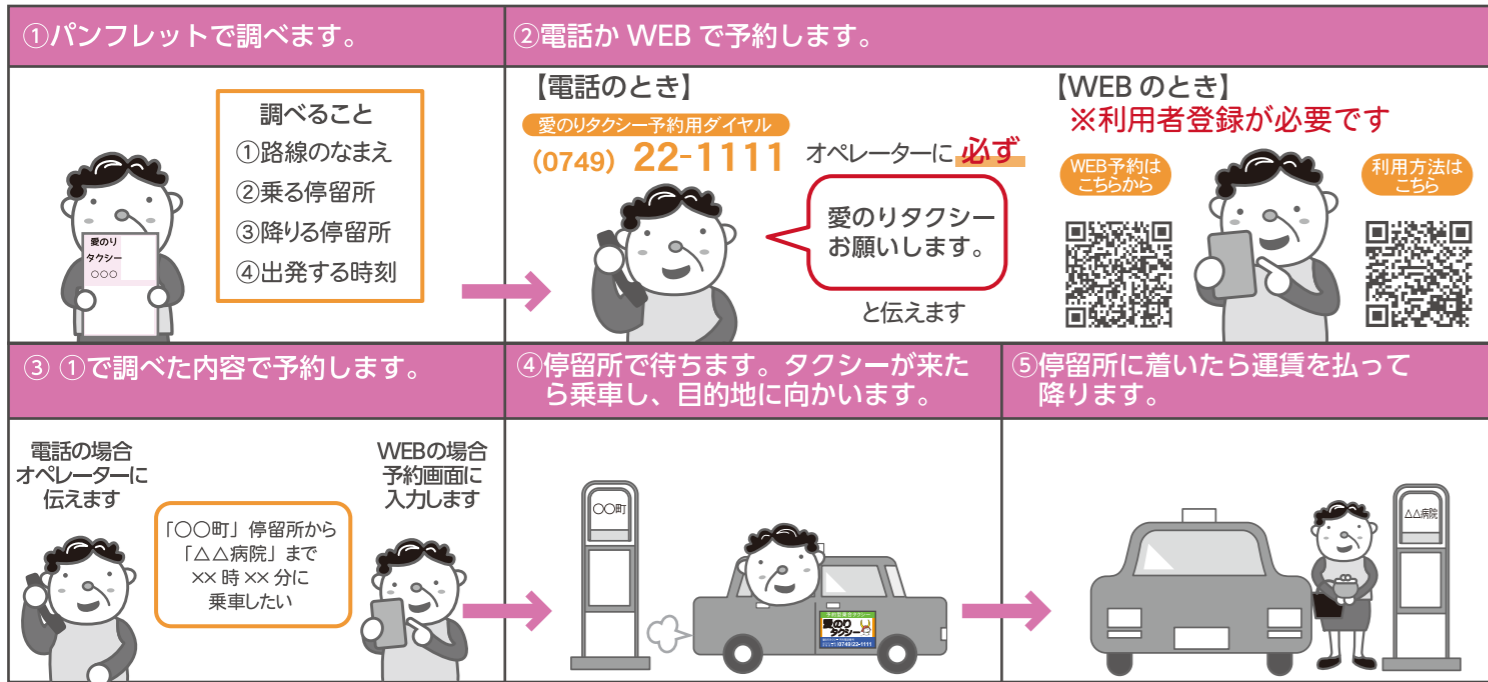 ①パンフレットで調べます。
調べること
①路線のなまえ
②乗る停留所
③降りる停留所
④出発する時刻
愛のり
タクシー
○○○
②電話か WEB で予約します。
【電話のとき】
愛のりタクシー予約用ダイヤル
(0749) 22-1111
オペレーターに 必ず
愛のりタクシー
お願いします。
と伝えます
【WEB のとき】
※利用者登録が必要です
WEB予約は
こちらから
利用方法は
こちら
③ ①で調べた内容で予約します。
電話の場合
オペレーターに
伝えます
「○○町」停留所から
「△△病院」まで
××時××分に
乗車したい
WEBの場合
予約画面に
入力します
④停留所で待ちます。タクシーが来た
ら乗車し、目的地に向かいます。
○○町
愛のり
タクシー
(0749)22-1111
⑤停留所に着いたら運賃を払って
降ります。
△△病院